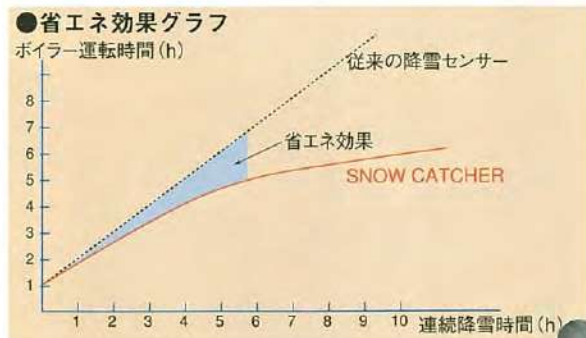 ●省エネ効果グラフ
ボイラー運転時間(h)
従来の降雪センサー
8
7
省エネ効果
6
5
SNOW CATCHER
4
3
2
1
1 2 3 4 5 6 7 8 9 10 連続降雪時間(h)